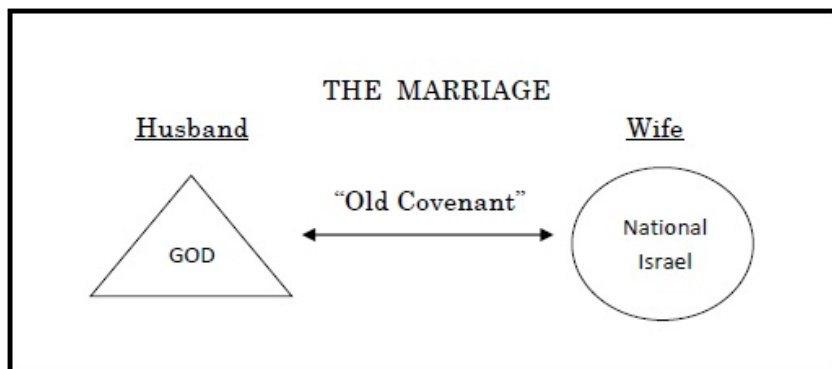 THE MARRIAGE
Husband
Wife
“Old Covenant”
GOD
National
Israel